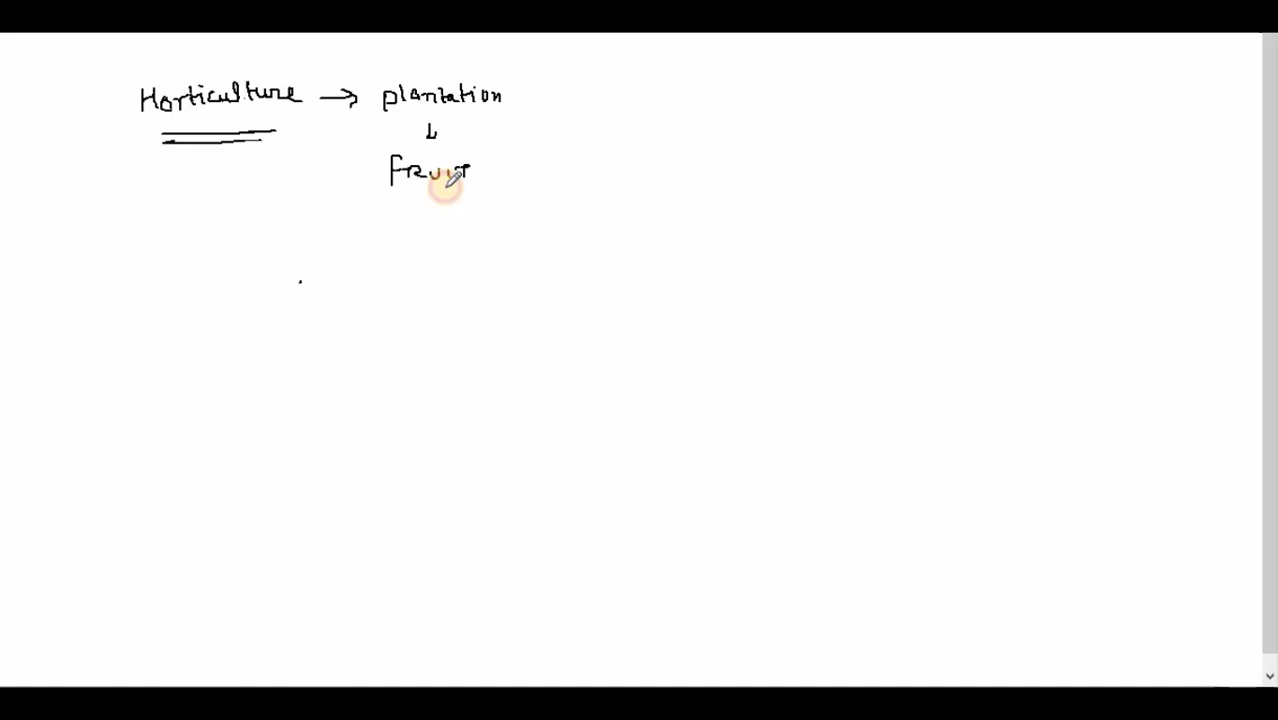 Horticulture → plantation
↓
Fruit